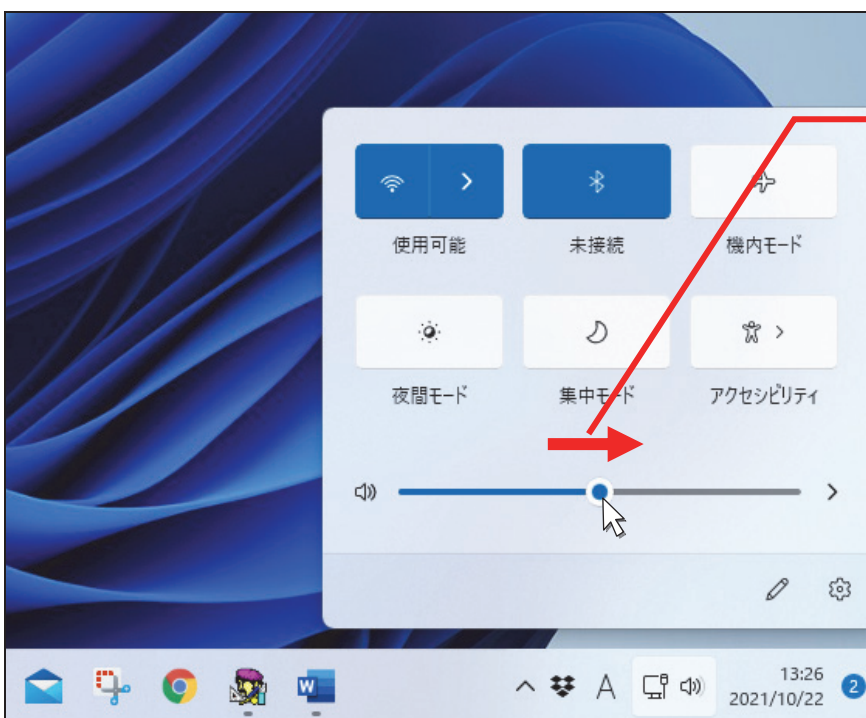 使用可能
未接続
機内モード
夜間モード
集中モード
アクセシビリティ
A
13:26
2021/10/22
2